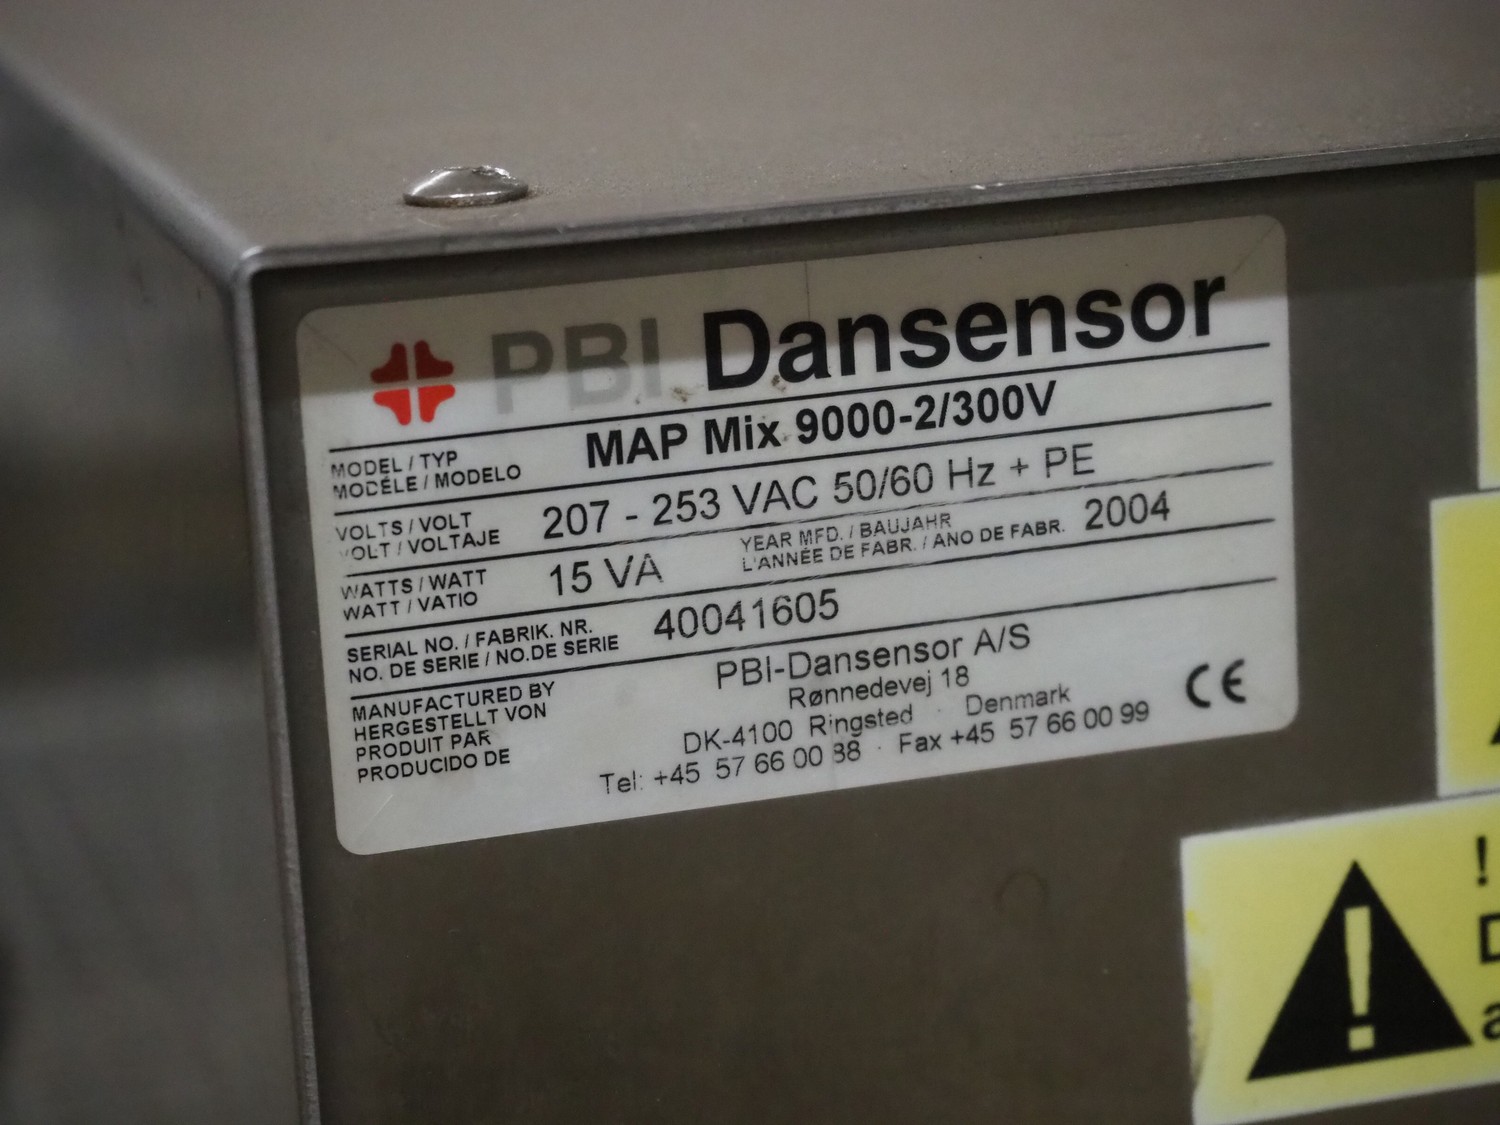 PBI Dansensor
MODEL / TYP
MODÉLE / MODELO
MAP Mix 9000-2/300V
VOLTS / VOLT
VOLT / VOLTAJE
207 - 253 VAC 50/60 Hz + PE
WATTS / WATT
WATT / VATIO
15 VA
YEAR MFD. / BAUJAHR
L'ANNÉE DE FABR. / ANO DE FABR.
2004
SERIAL NO. / FABRIK. NR.
NO. DE SERIE / NO.DE SERIE
40041605
MANUFACTURED BY
HERGESTELLT VON
PRODUIT PAR
PRODUCIDO DE
PBI-Dansensor A/S
Rønnedevej 18
DK-4100 Ringsted · Denmark
Tel: +45 57 66 00 88 · Fax +45 57 66 00 99
CE
!